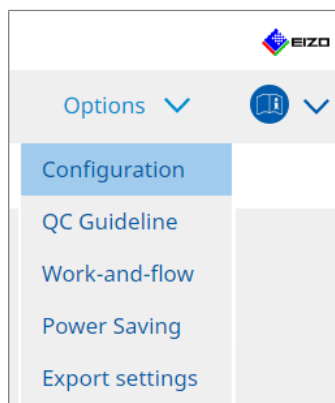 EIZO
Options
Configuration
QC Guideline
Work-and-flow
Power Saving
Export settings